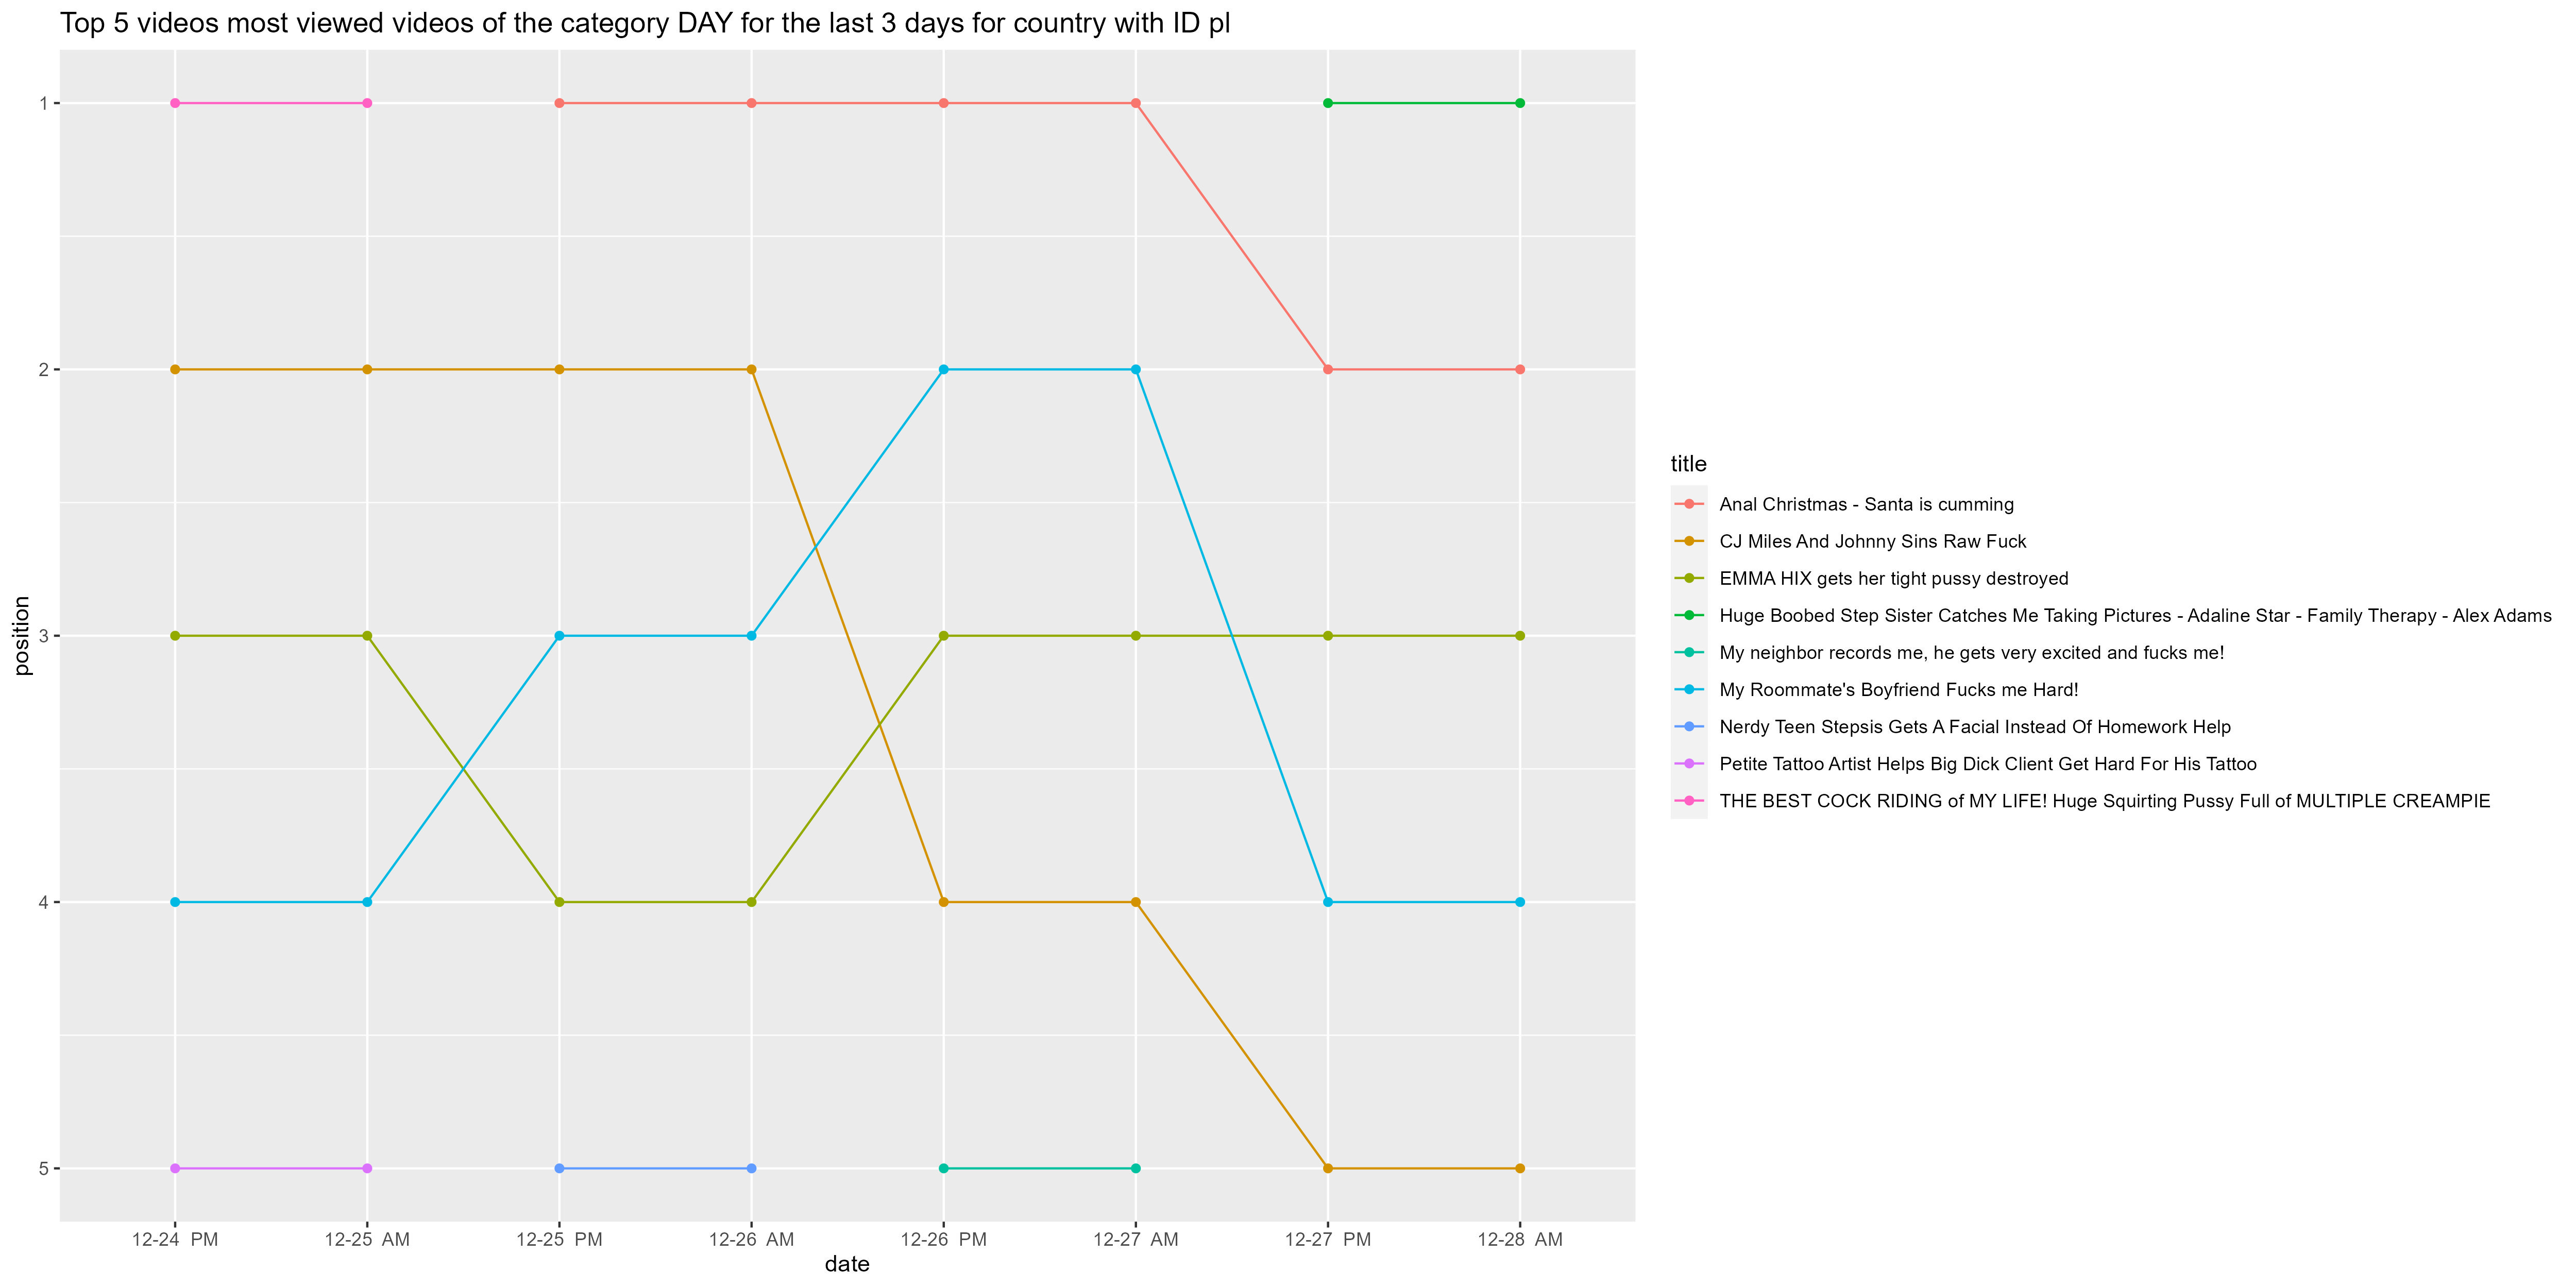 Top 5 videos most viewed videos of the category DAY for the last 3 days for country with ID pl
position
1
2
3
4
5
12-24 PM
12-25 AM
12-25 PM
12-26 AM
12-26 PM
12-27 AM
12-27 PM
12-28 AM
date
title
Anal Christmas - Santa is cumming
CJ Miles And Johnny Sins Raw Fuck
EMMA HIX gets her tight pussy destroyed
Huge Boobed Step Sister Catches Me Taking Pictures - Adaline Star - Family Therapy - Alex Adams
My neighbor records me, he gets very excited and fucks me!
My Roommate's Boyfriend Fucks me Hard!
Nerdy Teen Stepsis Gets A Facial Instead Of Homework Help
Petite Tattoo Artist Helps Big Dick Client Get Hard For His Tattoo
THE BEST COCK RIDING of MY LIFE! Huge Squirting Pussy Full of MULTIPLE CREAMPIE